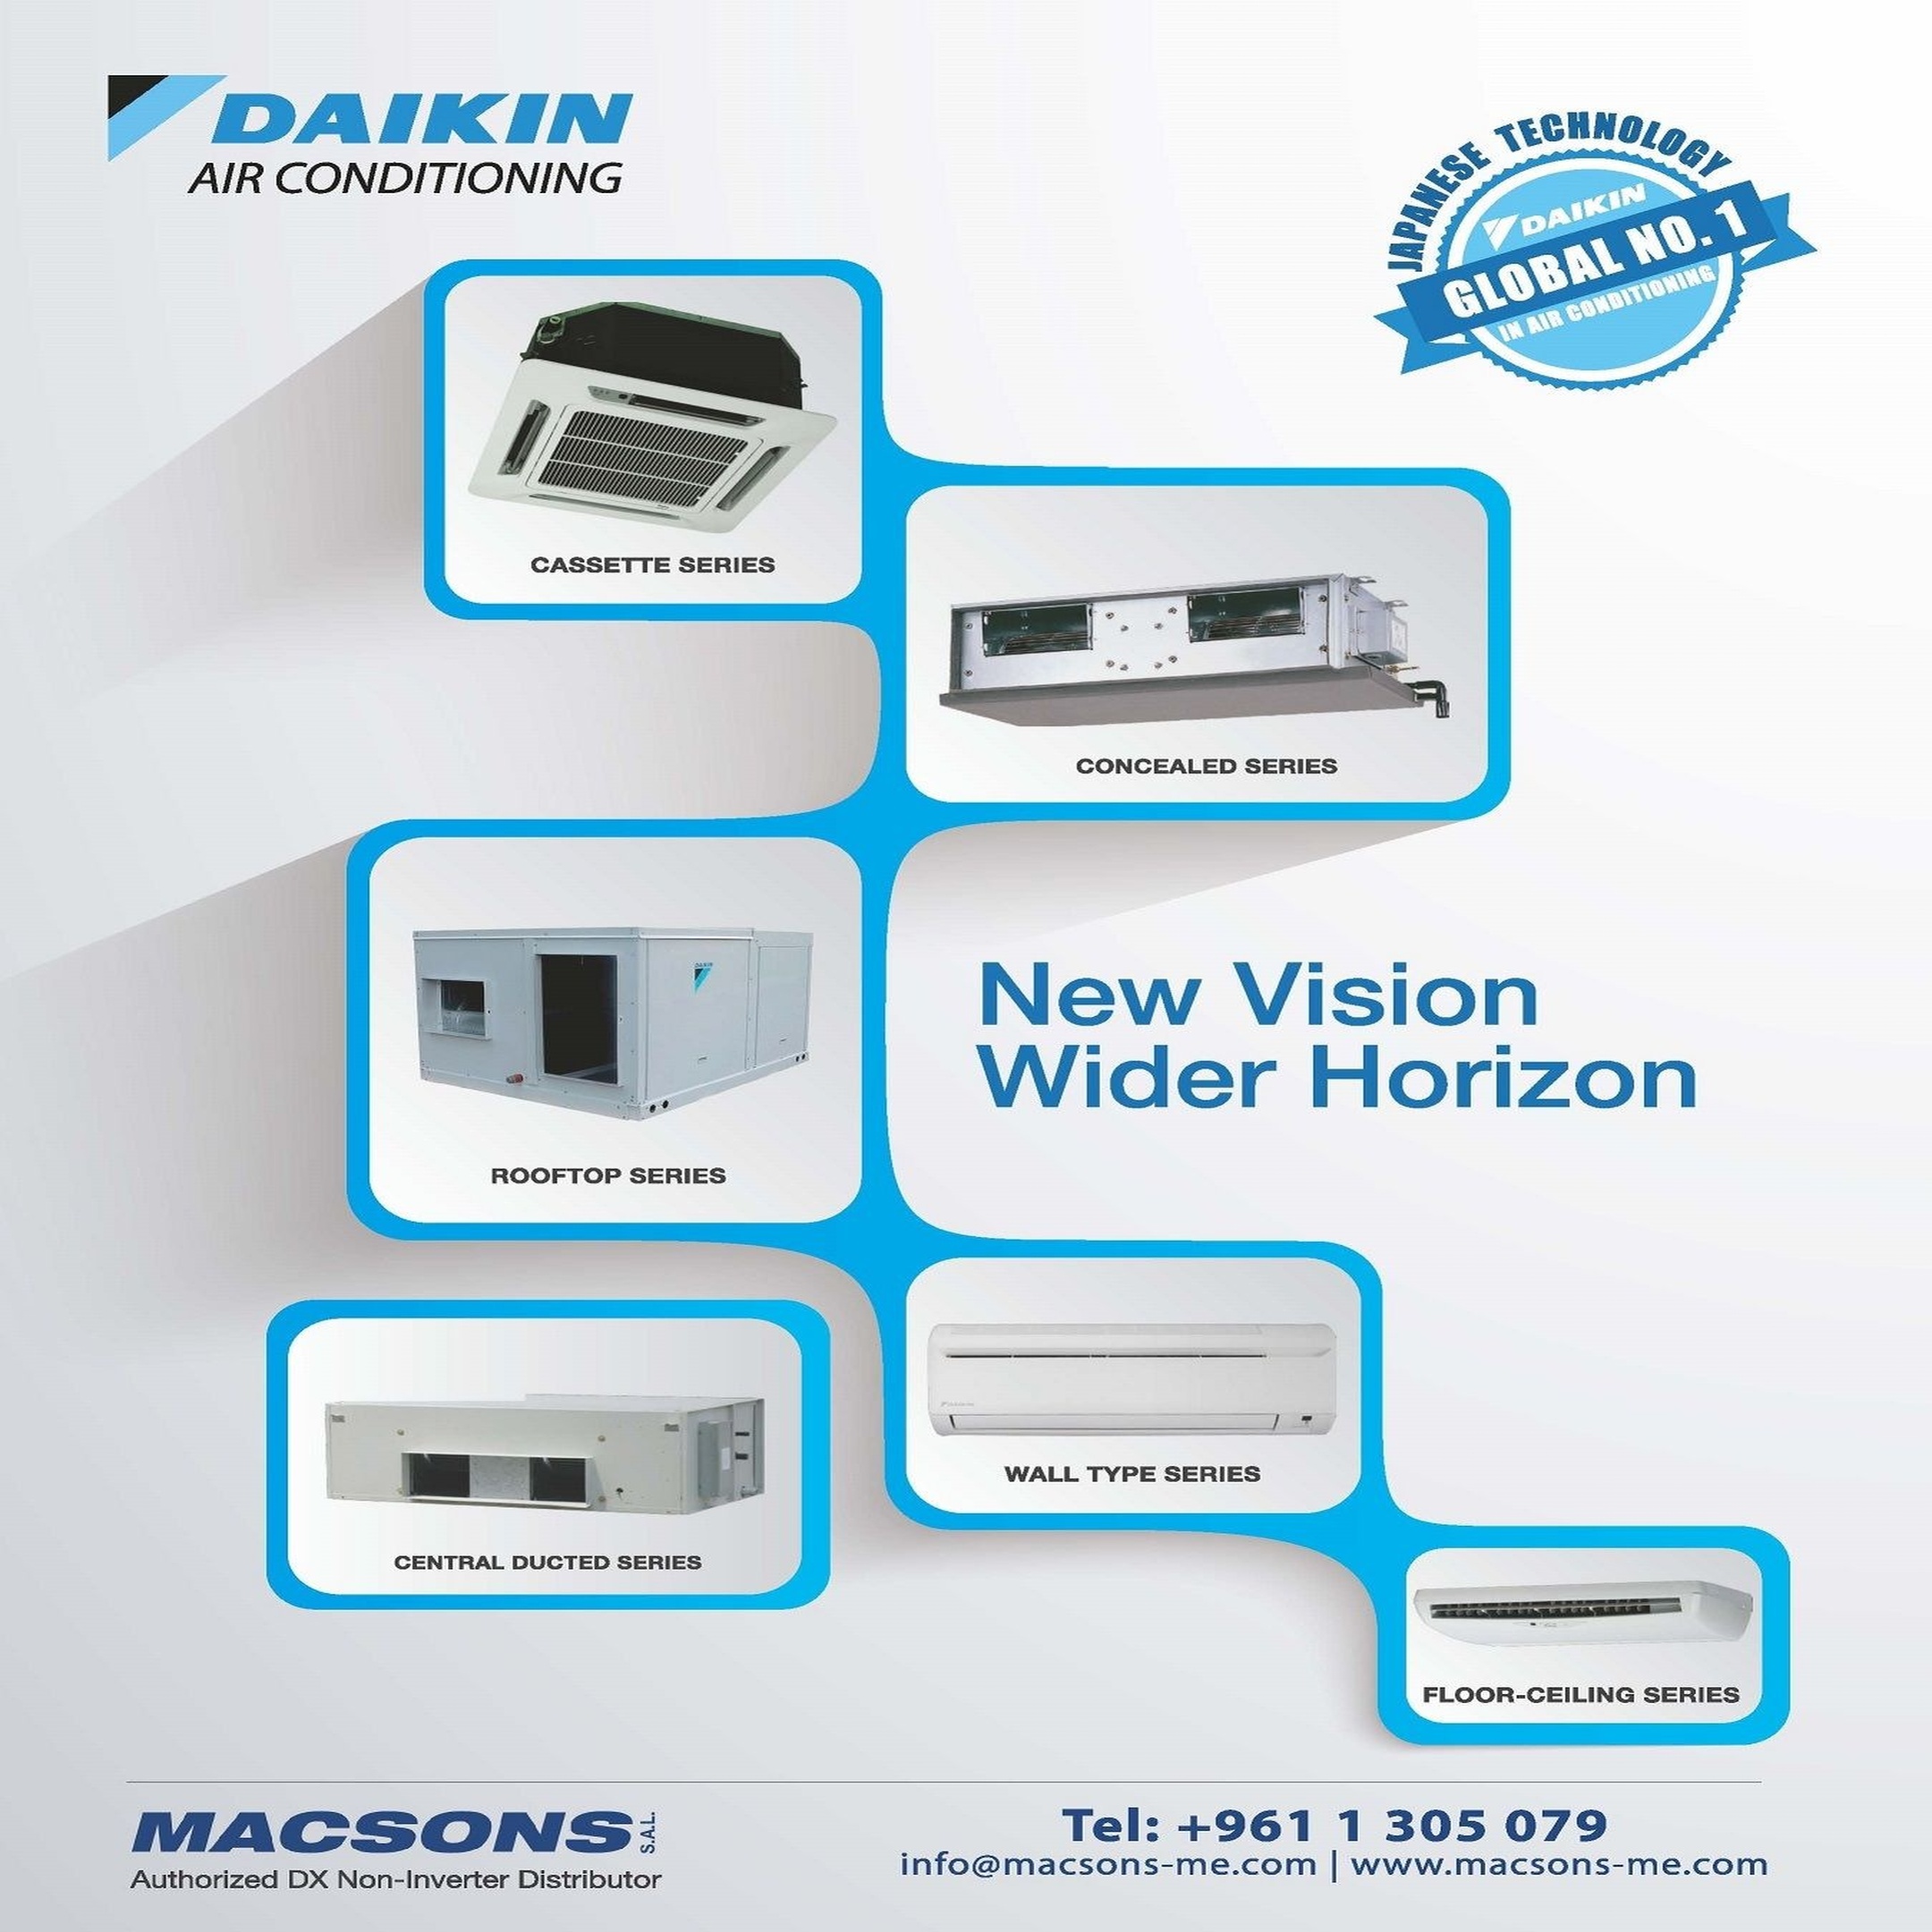 DAIKIN
AIR CONDITIONING
JAPANESE TECHNOLOGY
DAIKIN
GLOBAL NO. 1
IN AIR CONDITIONING
CASSETTE SERIES
CONCEALED SERIES
DAIKIN
ROOFTOP SERIES
New Vision
Wider Horizon
CENTRAL DUCTED SERIES
DAIKIN
WALL TYPE SERIES
FLOOR-CEILING SERIES
MACSONS S.A.L.
Authorized DX Non-Inverter Distributor
Tel: +961 1 305 079
info@macsons-me.com | www.macsons-me.com